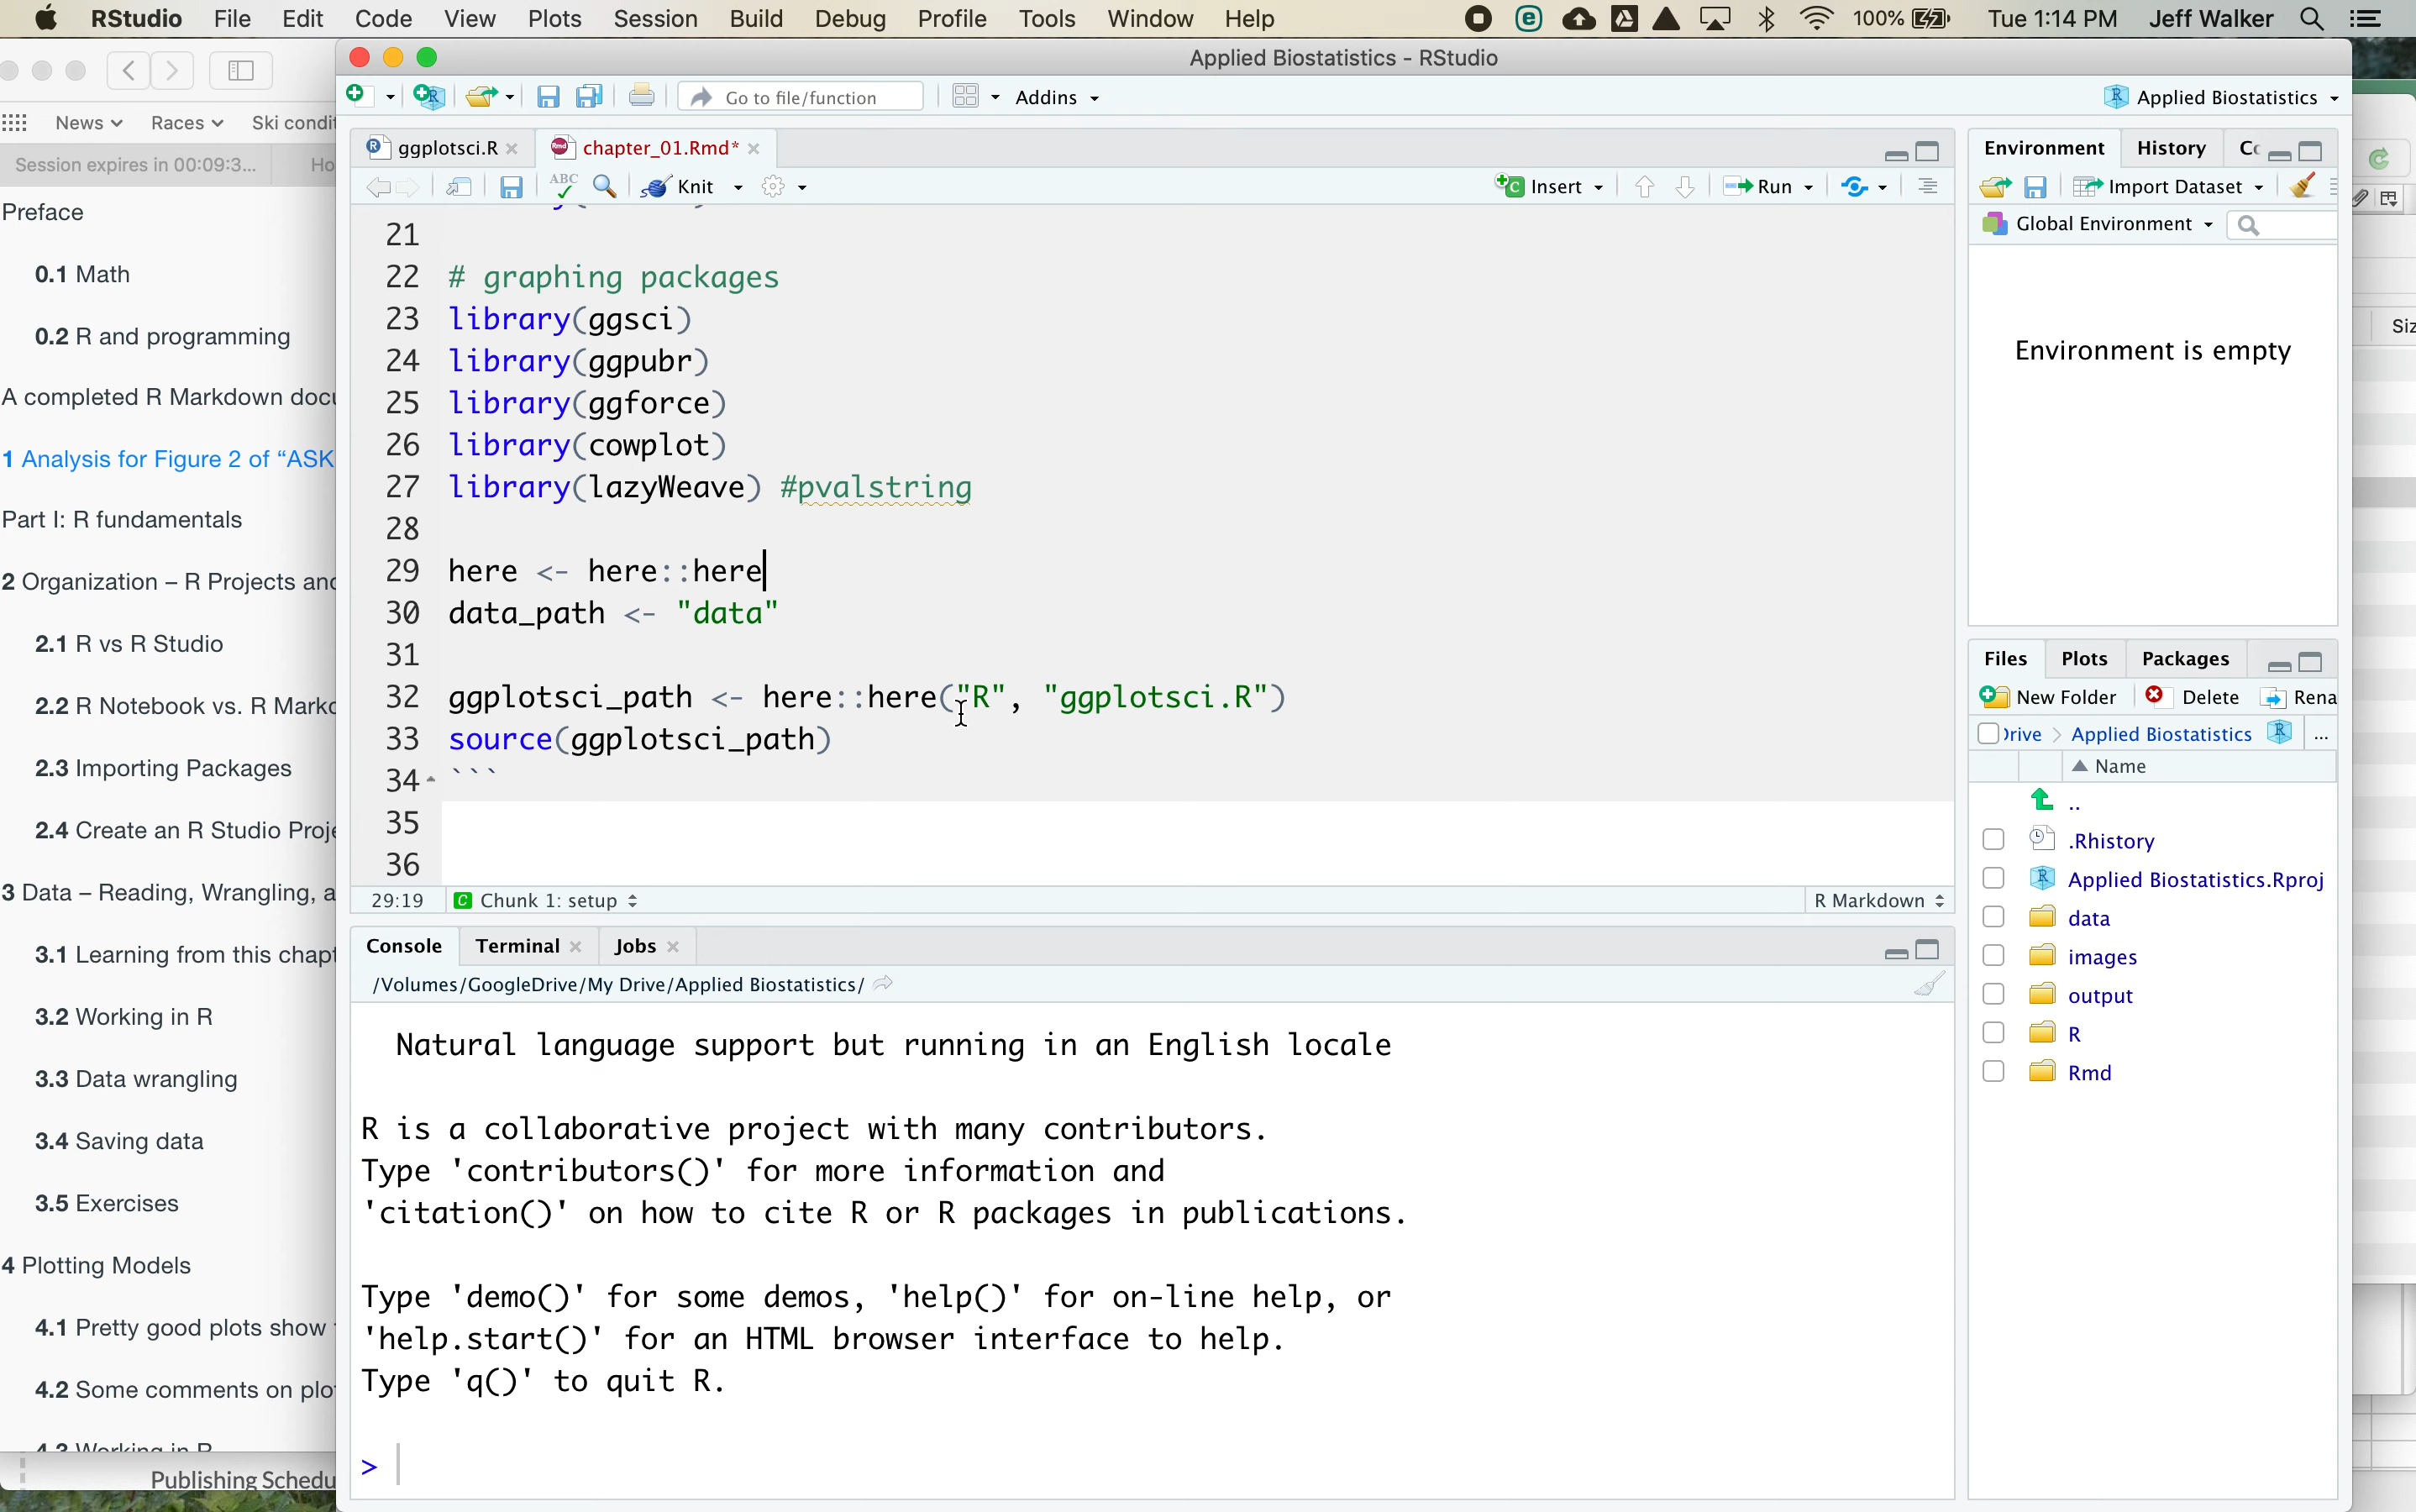 RStudio File Edit Code View Plots Session Build Debug Profile Tools Window Help 100% Tue 1:14 PM Jeff Walker
Applied Biostatistics - RStudio
Go to file/function Addins Applied Biostatistics
News Races Ski
Session expires in 00:09:3...
Preface
0.1 Math
0.2 R and programming
A completed R Markdown
1 Analysis for Figure 2 of “ASK
Part I: R fundamentals
2 Organization – R Projects
2.1 R vs R Studio
2.2 R Notebook vs. R
2.3 Importing Packages
2.4 Create an R Studio
3 Data – Reading, Wrangling,
3.1 Learning from this
3.2 Working in R
3.3 Data wrangling
3.4 Saving data
3.5 Exercises
4 Plotting Models
4.1 Pretty good plots show
4.2 Some comments on
Publishing
ggplotsci.R chapter_01.Rmd*
ABC Knit Insert Run
21
22 # graphing packages
23 library(ggsci)
24 library(ggpubr)
25 library(ggforce)
26 library(cowplot)
27 library(lazyWeave) #pvalstring
28
29 here <- here::here
30 data_path <- "data"
31
32 ggplotsci_path <- here::here("R", "ggplotsci.R")
33 source(ggplotsci_path)
34 ```
35
36
29:19 C Chunk 1: setup R Markdown
Console Terminal Jobs
/Volumes/GoogleDrive/My Drive/Applied Biostatistics/
Natural language support but running in an English locale
R is a collaborative project with many contributors.
Type 'contributors()' for more information and
'citation()' on how to cite R or R packages in publications.
Type 'demo()' for some demos, 'help()' for on-line help, or
'help.start()' for an HTML browser interface to help.
Type 'q()' to quit R.
>
Environment History
Import Dataset
Global Environment
Environment is empty
Files Plots Packages
New Folder Delete Rena
Applied Biostatistics ...
Name
..
.Rhistory
Applied Biostatistics.Rproj
data
images
output
R
Rmd